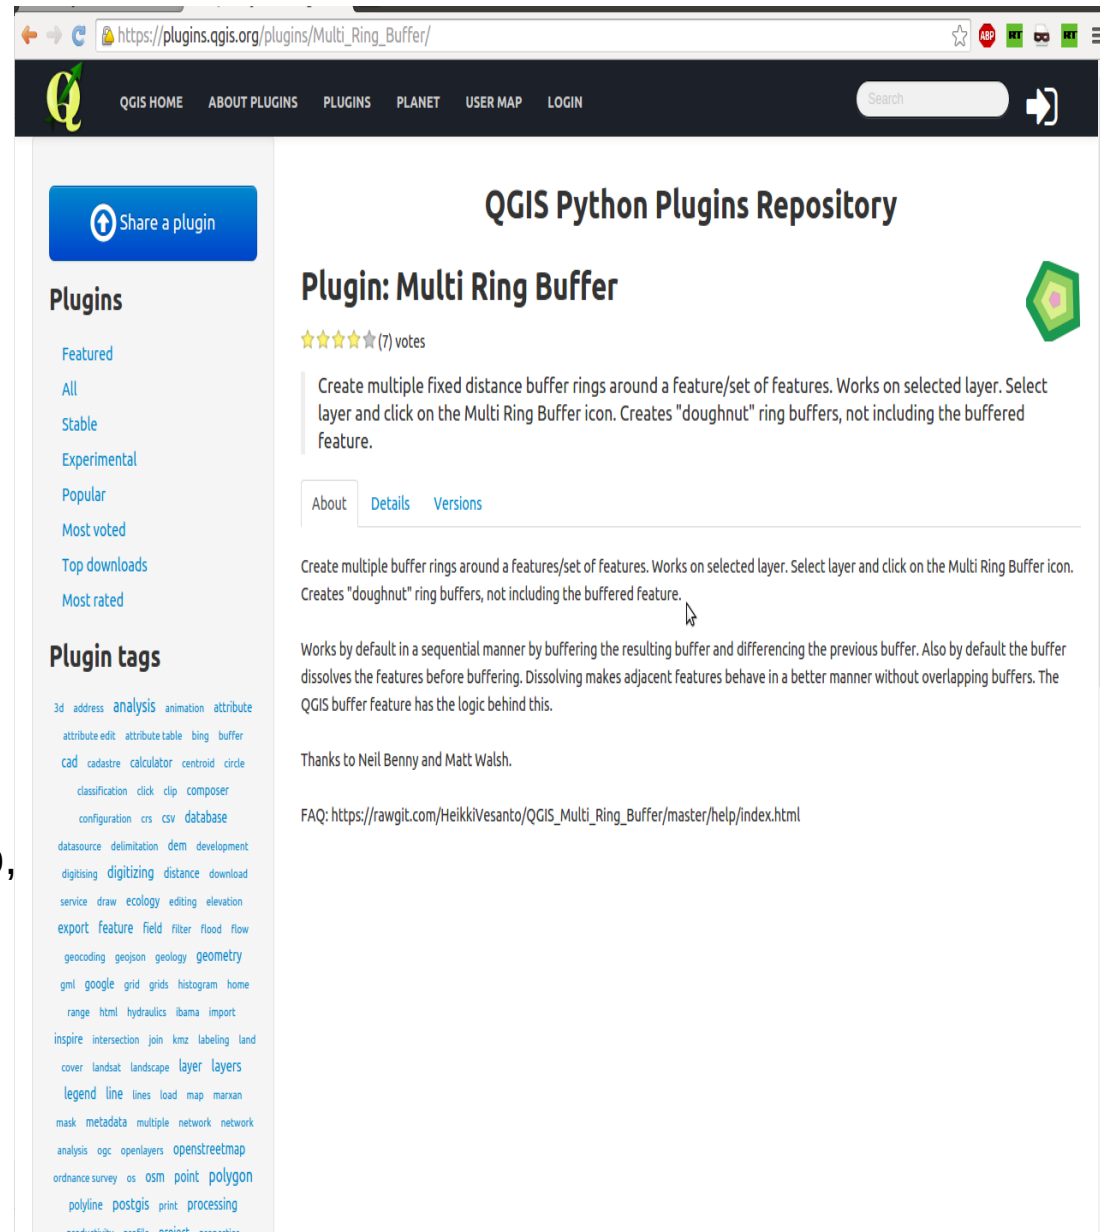 https://plugins.qgis.org/plugins/Multi_Ring_Buffer/
ABP RT RT
QGIS HOME ABOUT PLUGINS PLUGINS PLANET USER MAP LOGIN
Search
Share a plugin
Plugins
Featured
All
Stable
Experimental
Popular
Most voted
Top downloads
Most rated
Plugin tags
3d address analysis animation attribute
attribute edit attribute table bing buffer
cad cadastre calculator centroid circle
classification click clip composer
configuration crs csv database
datasource delimitation dem development
digitising digitizing distance download
service draw ecology editing elevation
export feature field filter flood flow
geocoding geojson geology geometry
gml google grid grids histogram home
range html hydraulics ibama import
inspire intersection join kmz labeling land
cover landsat landscape layer layers
legend line lines load map marxan
mask metadata multiple network network
analysis ogc openlayers openstreetmap
ordnance survey os osm point polygon
polyline postgis print processing
QGIS Python Plugins Repository
Plugin: Multi Ring Buffer
(7) votes
Create multiple fixed distance buffer rings around a feature/set of features. Works on selected layer. Select
layer and click on the Multi Ring Buffer icon. Creates "doughnut" ring buffers, not including the buffered
feature.
About Details Versions
Create multiple buffer rings around a features/set of features. Works on selected layer. Select layer and click on the Multi Ring Buffer icon.
Creates "doughnut" ring buffers, not including the buffered feature.
Works by default in a sequential manner by buffering the resulting buffer and differencing the previous buffer. Also by default the buffer
dissolves the features before buffering. Dissolving makes adjacent features behave in a better manner without overlapping buffers. The
QGIS buffer feature has the logic behind this.
Thanks to Neil Benny and Matt Walsh.
FAQ: https://rawgit.com/HeikkiVesanto/QGIS_Multi_Ring_Buffer/master/help/index.html